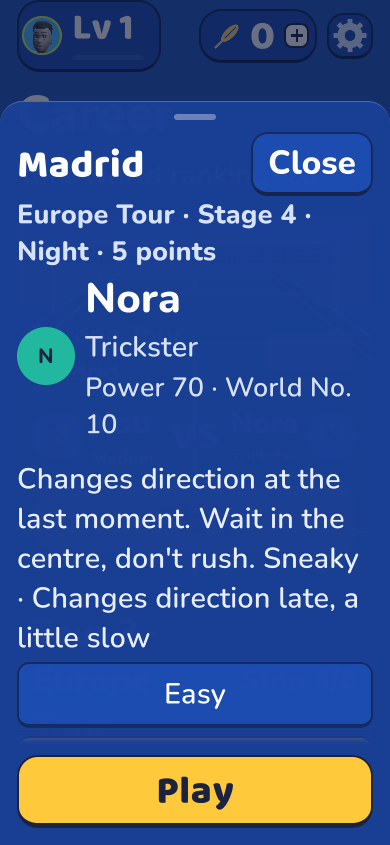 Lv 1
0
Madrid
Close
Europe Tour · Stage 4 ·
Night · 5 points
Nora
N
Trickster
Power 70 · World No.
10
Changes direction at the
last moment. Wait in the
centre, don't rush. Sneaky
· Changes direction late, a
little slow
Easy
Play